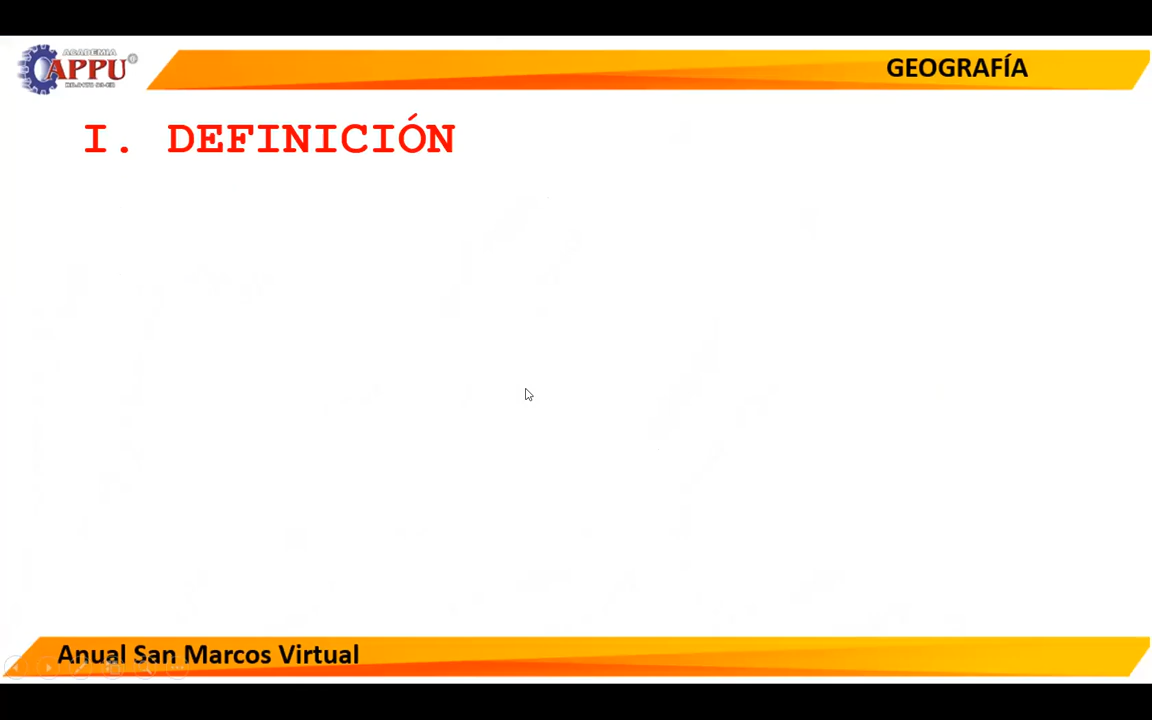 ACADEMIA
APPU
GEOGRAFÍA
I. DEFINICIÓN
Anual San Marcos Virtual